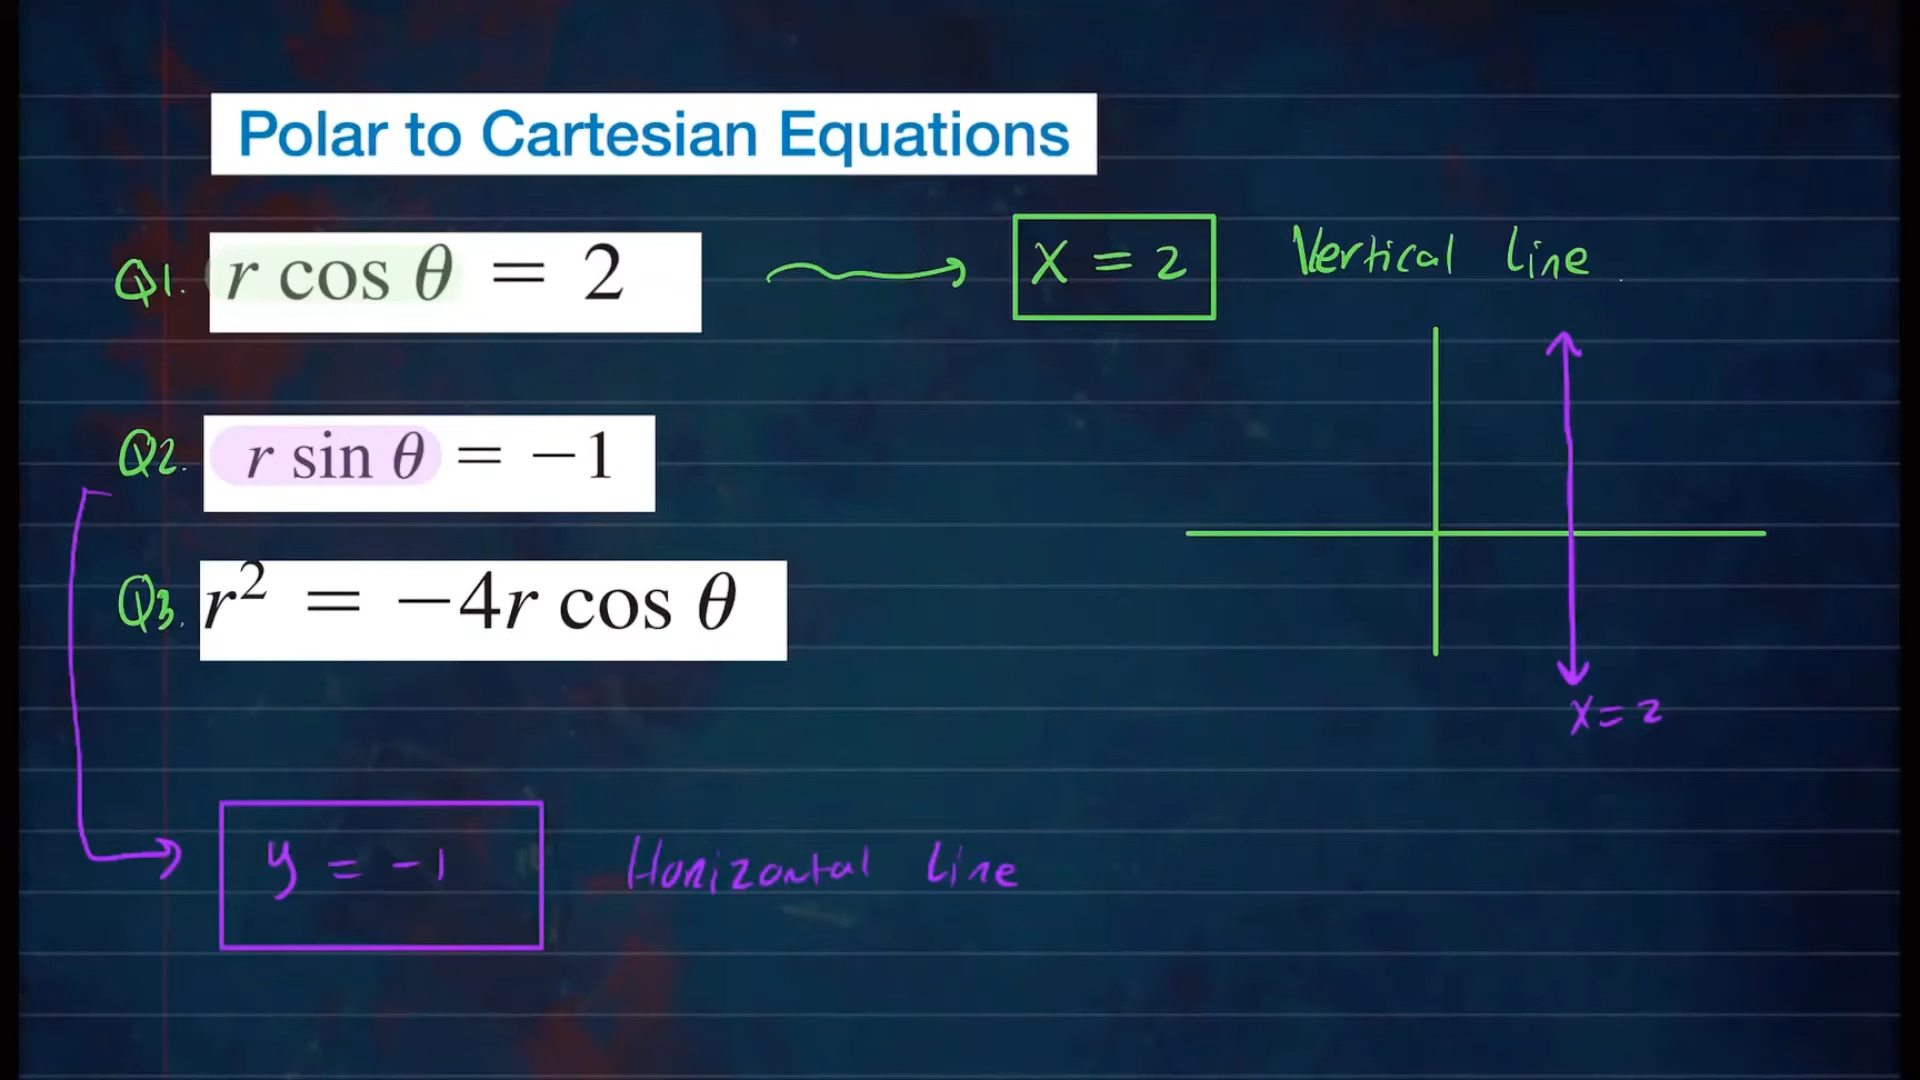 Polar to Cartesian Equations
Q1. r cos θ = 2
x = 2
Vertical Line
Q2. r sin θ = −1
Q3. r² = −4r cos θ
x = 2
y = -1
Horizontal Line